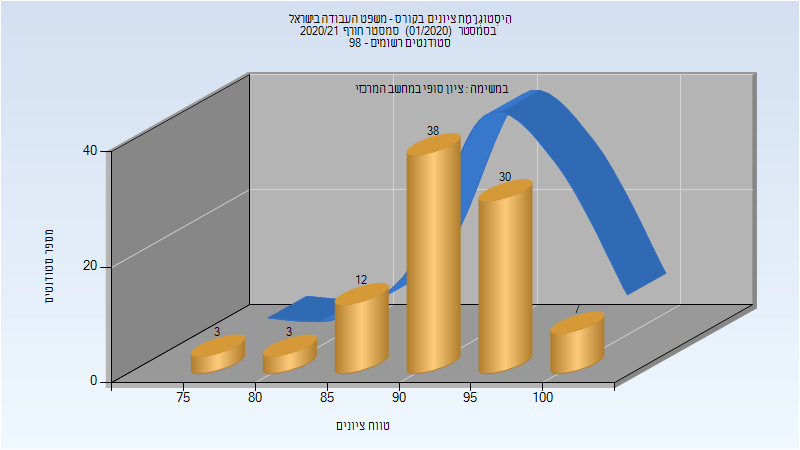 היסטוגרמת ציונים בקורס - משפט העבודה בישראל
בסמסטר (01/2020) סמסטר חורף 2020/21
סטודנטים רשומים - 98
במשימה : ציון סופי במחשב המרכזי
40
20
0
מספר סטודנטים
3
3
12
38
30
7
75
80
85
90
95
100
טווח ציונים